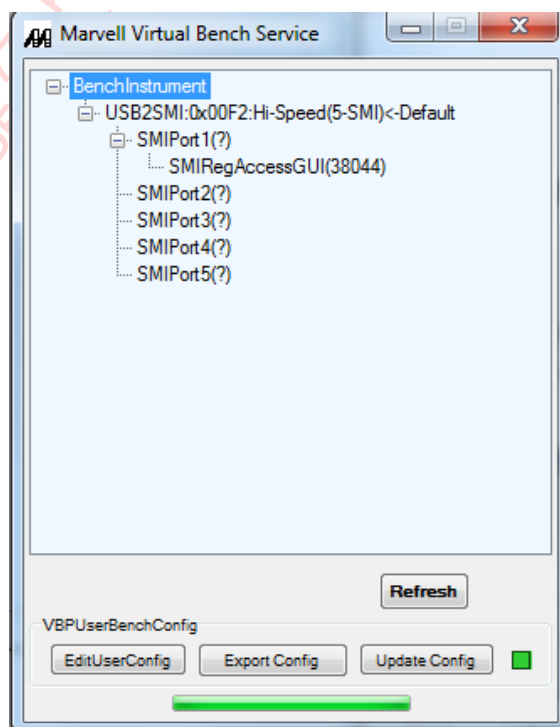 Marvell Virtual Bench Service
BenchInstrument
USB2SMI:0x00F2:Hi-Speed(5-SMI)<-Default
SMIPort1(?)
SMIRegAccessGUI(38044)
SMIPort2(?)
SMIPort3(?)
SMIPort4(?)
SMIPort5(?)
Refresh
VBPUserBenchConfig
EditUserConfig Export Config Update Config